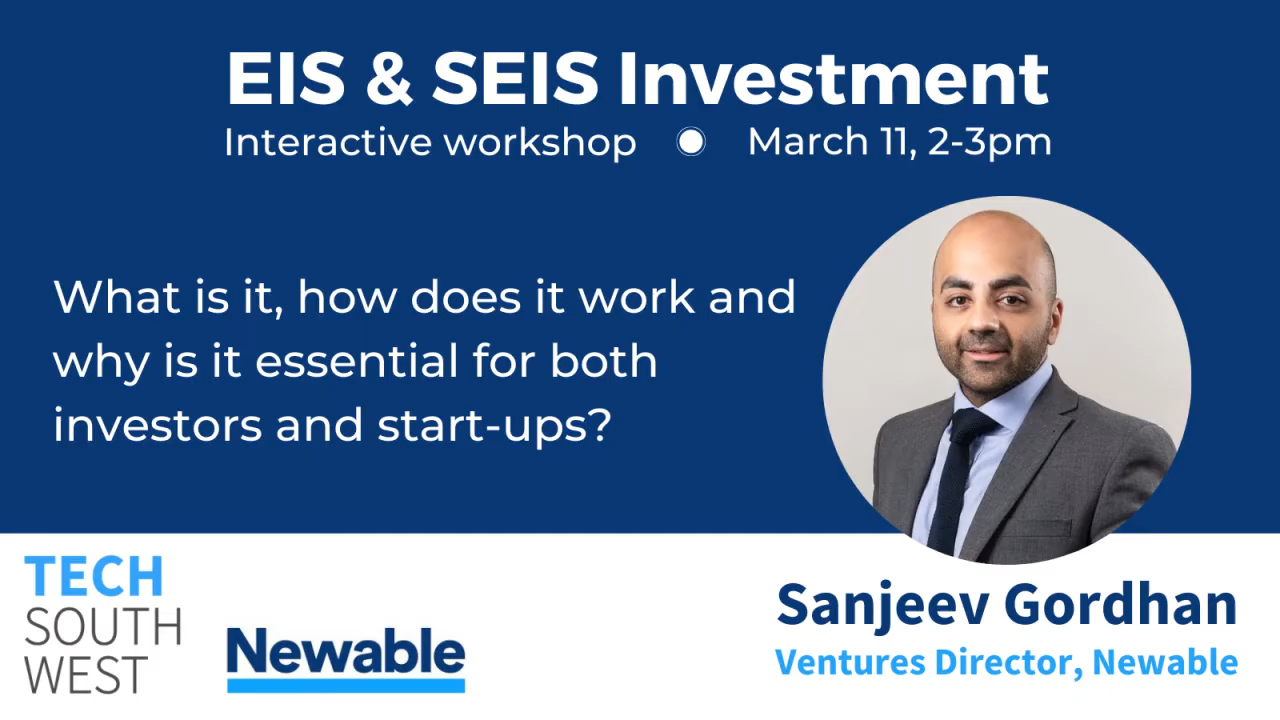 EIS & SEIS Investment
Interactive workshop March 11, 2-3pm
What is it, how does it work and
why is it essential for both
investors and start-ups?
TECH
SOUTH
WEST
Newable
Sanjeev Gordhan
Ventures Director, Newable